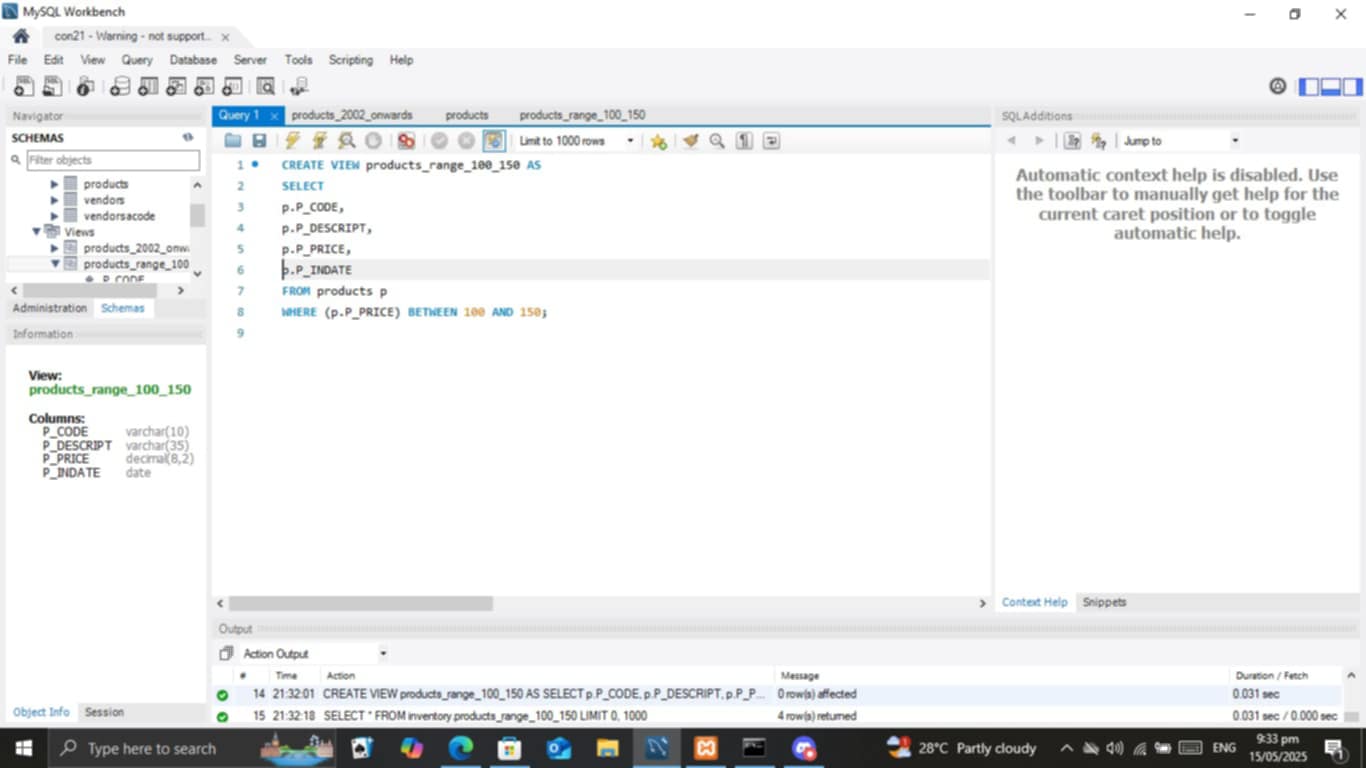 MySQL Workbench
con21 - Warning - not support..
File Edit View Query Database Server Tools Scripting Help
Navigator
SCHEMAS
Filter objects
products
vendors
vendorsacode
Views
products_2002_onwa
products_range_100
P_CODE
Administration Schemas
Information
View:
products_range_100_150
Columns:
P_CODE varchar(10)
P_DESCRIPT varchar(35)
P_PRICE decimal(8,2)
P_INDATE date
Object Info Session
Query 1 products_2002_onwards products products_range_100_150
Limit to 1000 rows
1 CREATE VIEW products_range_100_150 AS
2 SELECT
3 p.P_CODE,
4 p.P_DESCRIPT,
5 p.P_PRICE,
6 p.P_INDATE
7 FROM products p
8 WHERE (p.P_PRICE) BETWEEN 100 AND 150;
9
SQLAdditions
Jump to
Automatic context help is disabled. Use
the toolbar to manually get help for the
current caret position or to toggle
automatic help.
Context Help Snippets
Output
Action Output
# Time Action Message Duration / Fetch
14 21:32:01 CREATE VIEW products_range_100_150 AS SELECT p.P_CODE, p.P_DESCRIPT, p.P_P... 0 row(s) affected 0.031 sec
15 21:32:18 SELECT * FROM inventory.products_range_100_150 LIMIT 0, 1000 4 row(s) returned 0.031 sec / 0.000 sec
Type here to search
28°C Partly cloudy
ENG
9:33 pm
15/05/2025
1